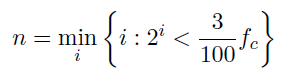 n = min_i { i : 2^i < 3/100 f_c }